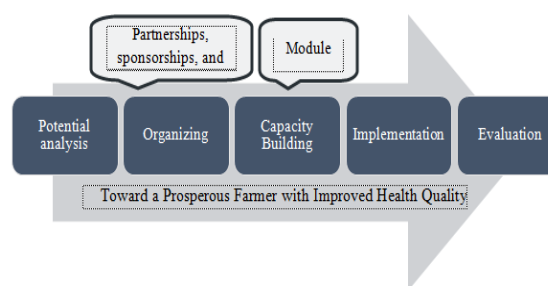 Partnerships,
sponsorships, and
Module
Potential
analysis
Organizing
Capacity
Building
Implementation
Evaluation
Toward a Prosperous Farmer with Improved Health Quality